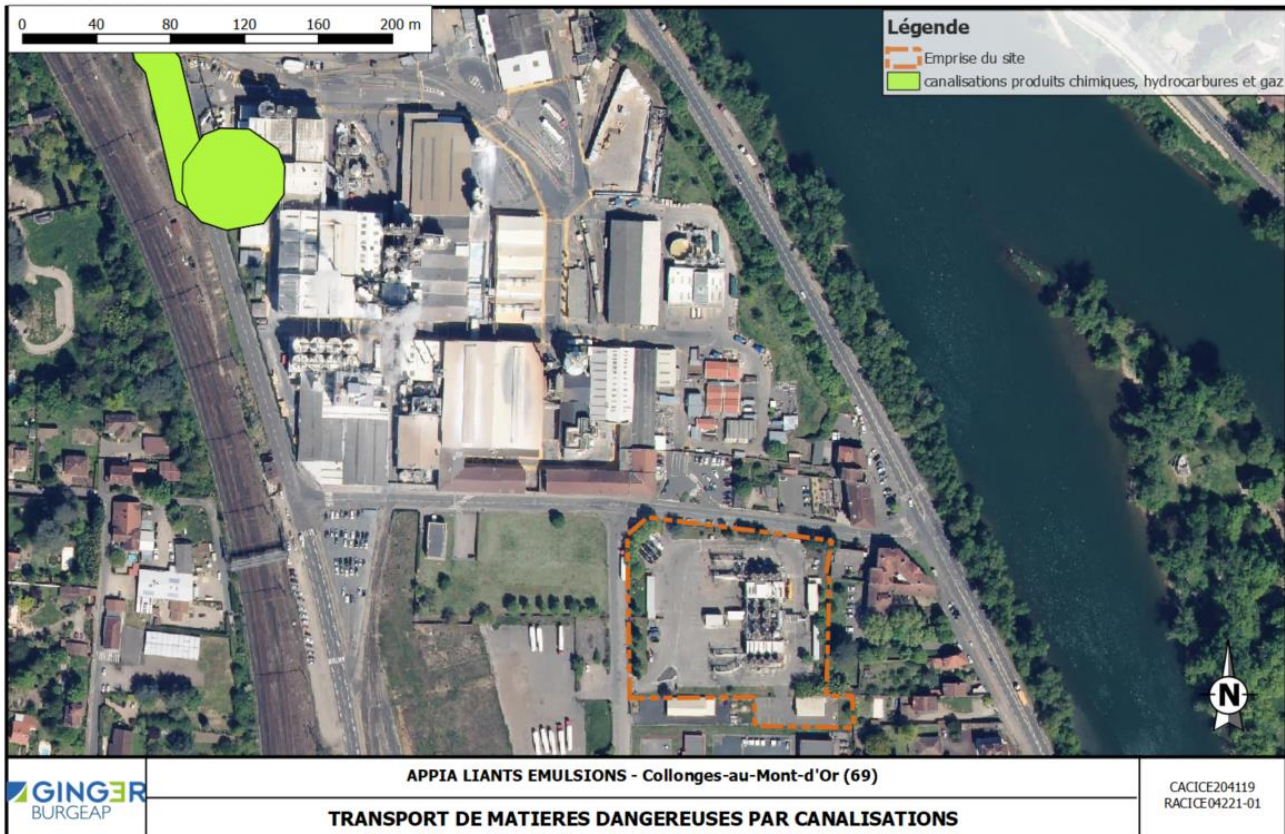 0 40 80 120 160 200 m
Légende
Emprise du site
canalisations produits chimiques, hydrocarbures et gaz
N
GINGER
BURGEAP
APPIA LIANTS EMULSIONS - Collonges-au-Mont-d'Or (69)
TRANSPORT DE MATIERES DANGEREUSES PAR CANALISATIONS
CACICE204119
RACICE04221-01